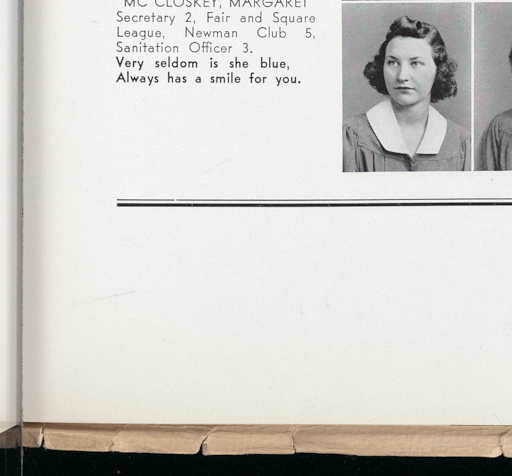 MC CLOSKEY, MARGARET
Secretary 2, Fair and Square
League, Newman Club 5,
Sanitation Officer 3.
Very seldom is she blue,
Always has a smile for you.